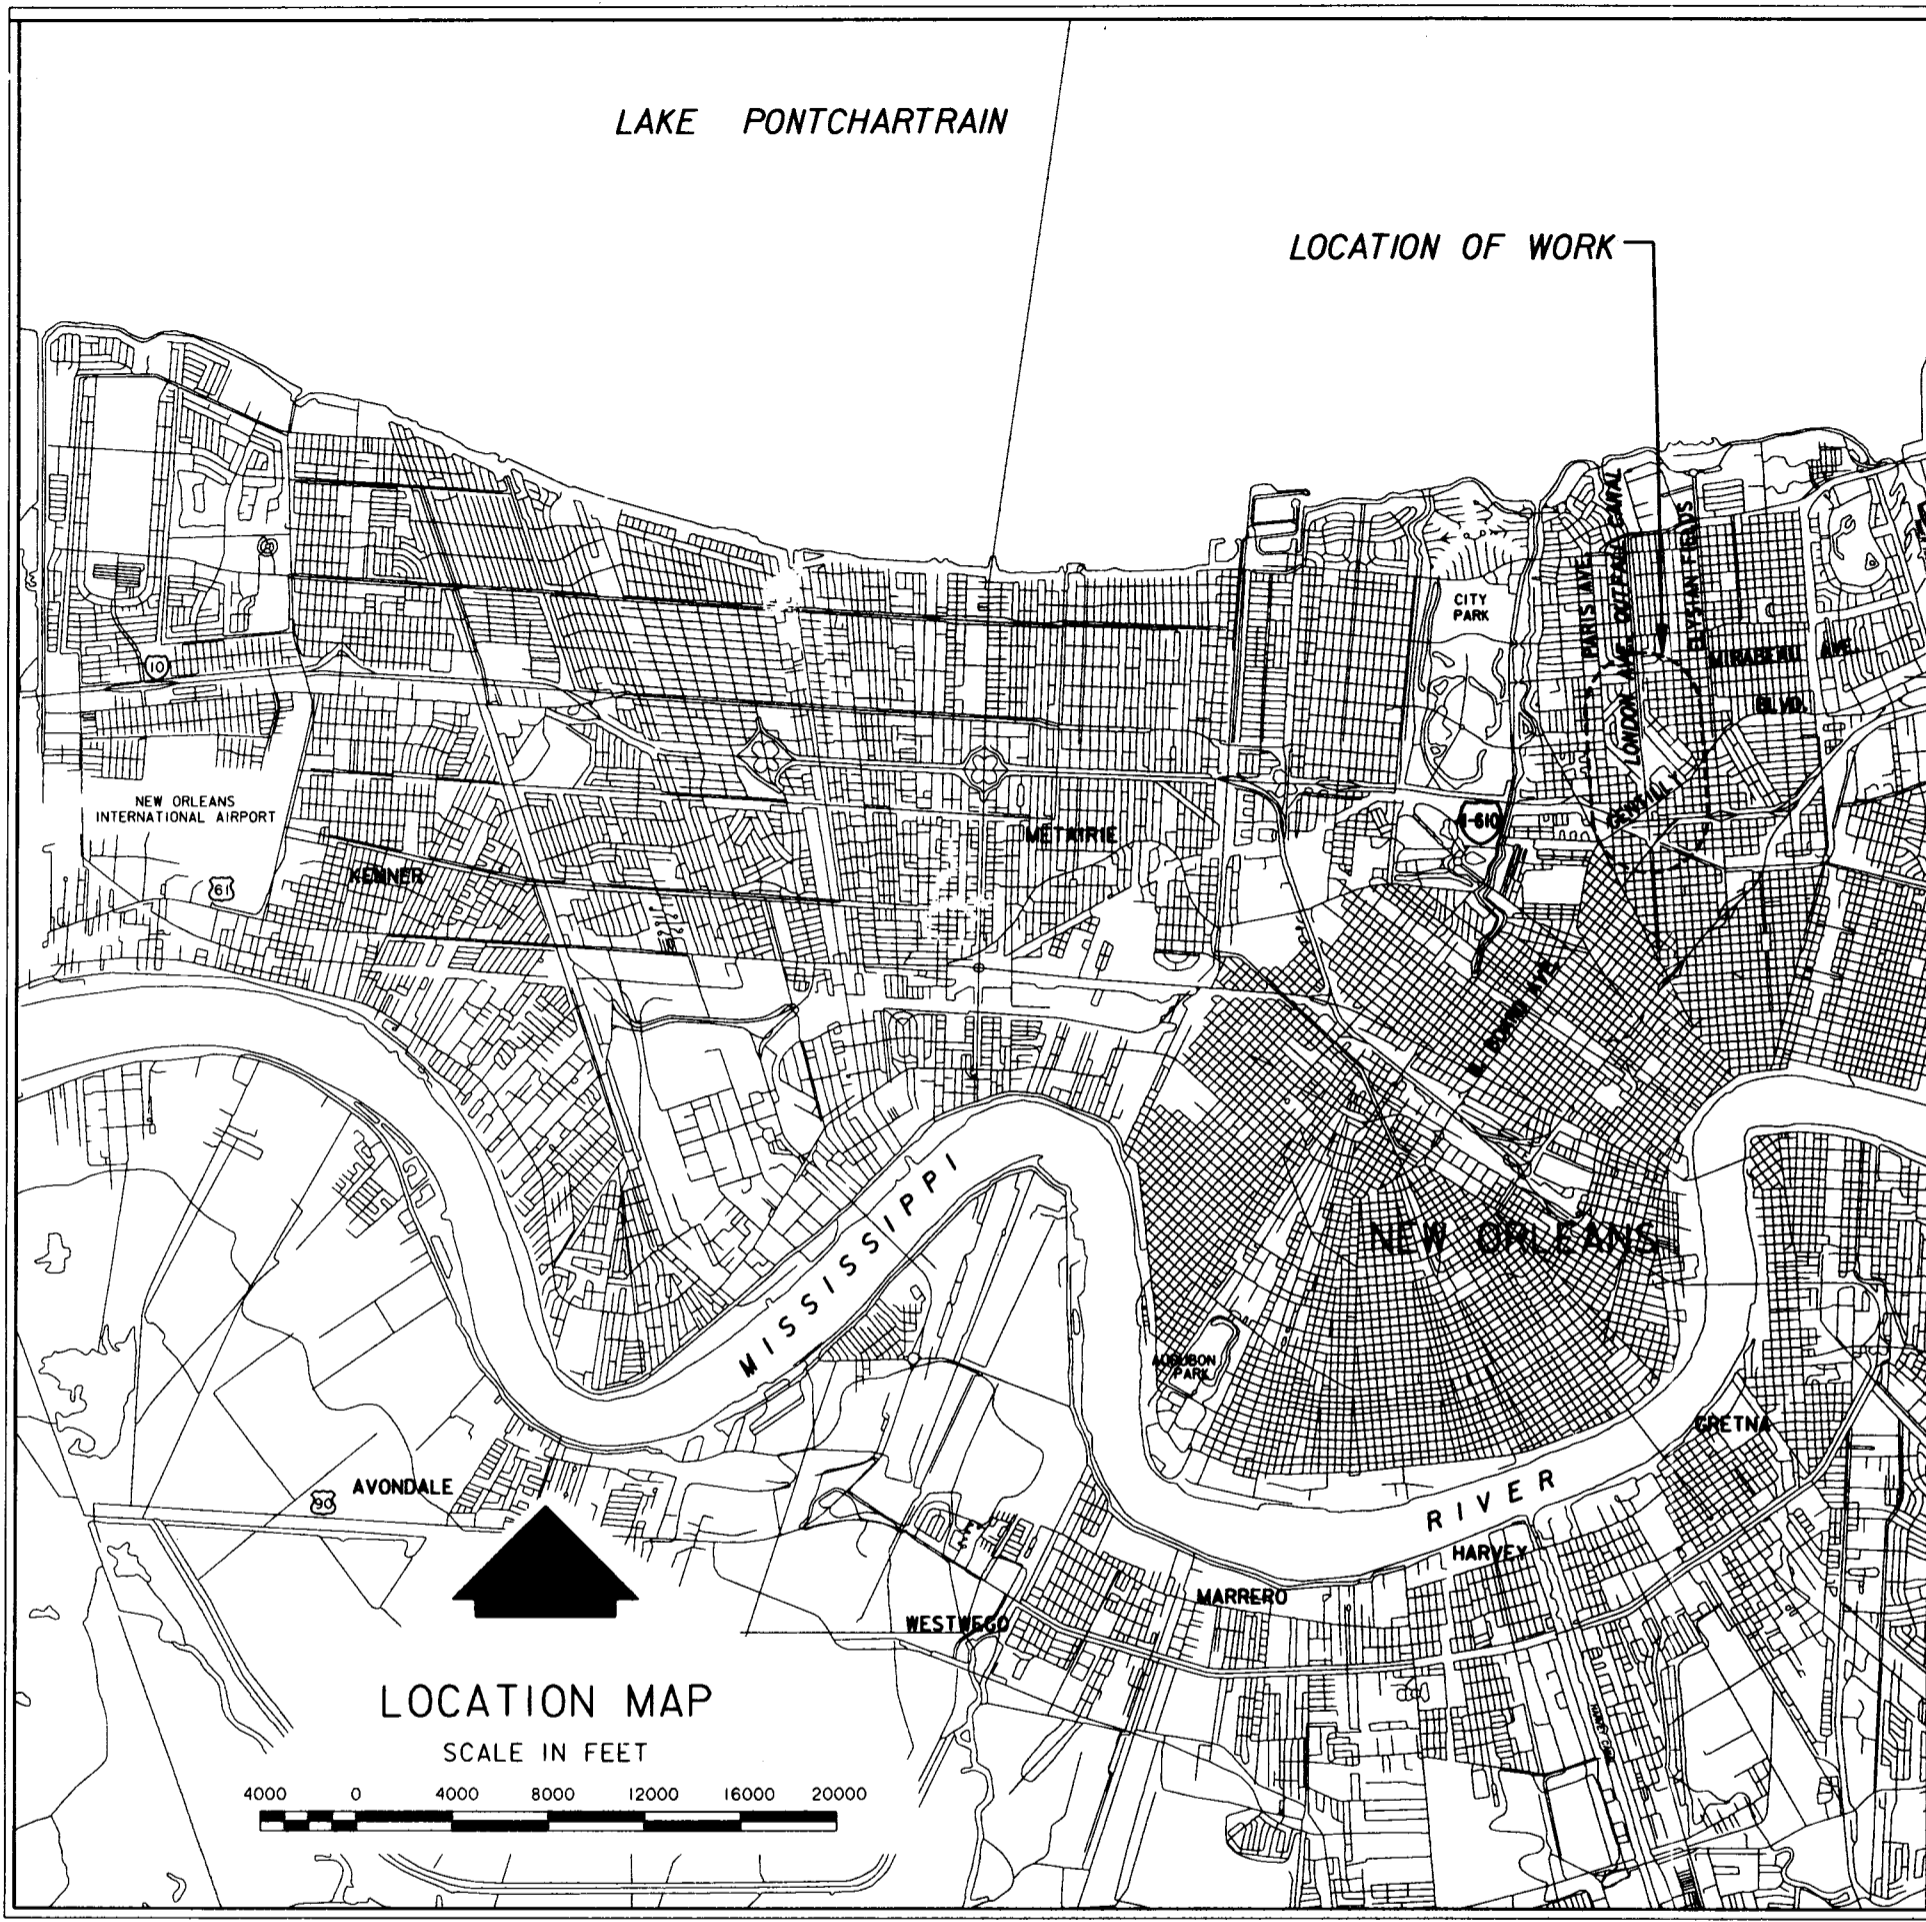 LAKE PONTCHARTRAIN
LOCATION OF WORK
PARIS AVE.
LONDON AVE. OUTFALL CANAL
ELYSIAN FIELDS
CITY
PARK
MIRABEAU AVE.
BLVD.
GENTILLY
10
NEW ORLEANS
INTERNATIONAL AIRPORT
METAIRIE
I-610
KENNER
61
N. BROAD AVE.
MISSISSIPPI
NEW ORLEANS
AUDUBON
PARK
GRETNA
AVONDALE
90
RIVER
HARVEY
MARRERO
WESTWEGO
LOCATION MAP
SCALE IN FEET
4000 0 4000 8000 12000 16000 20000